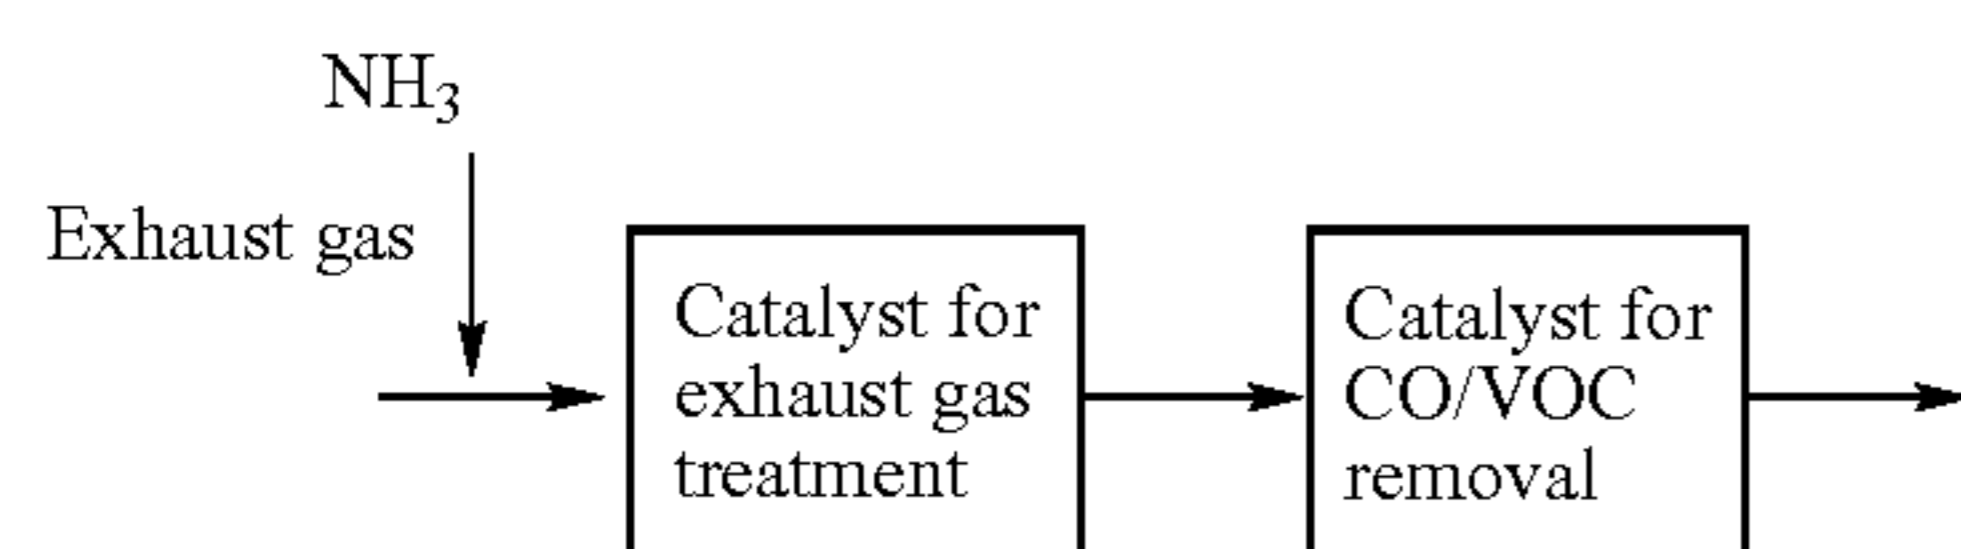 NH₃
Exhaust gas
Catalyst for
exhaust gas
treatment
Catalyst for
CO/VOC
removal